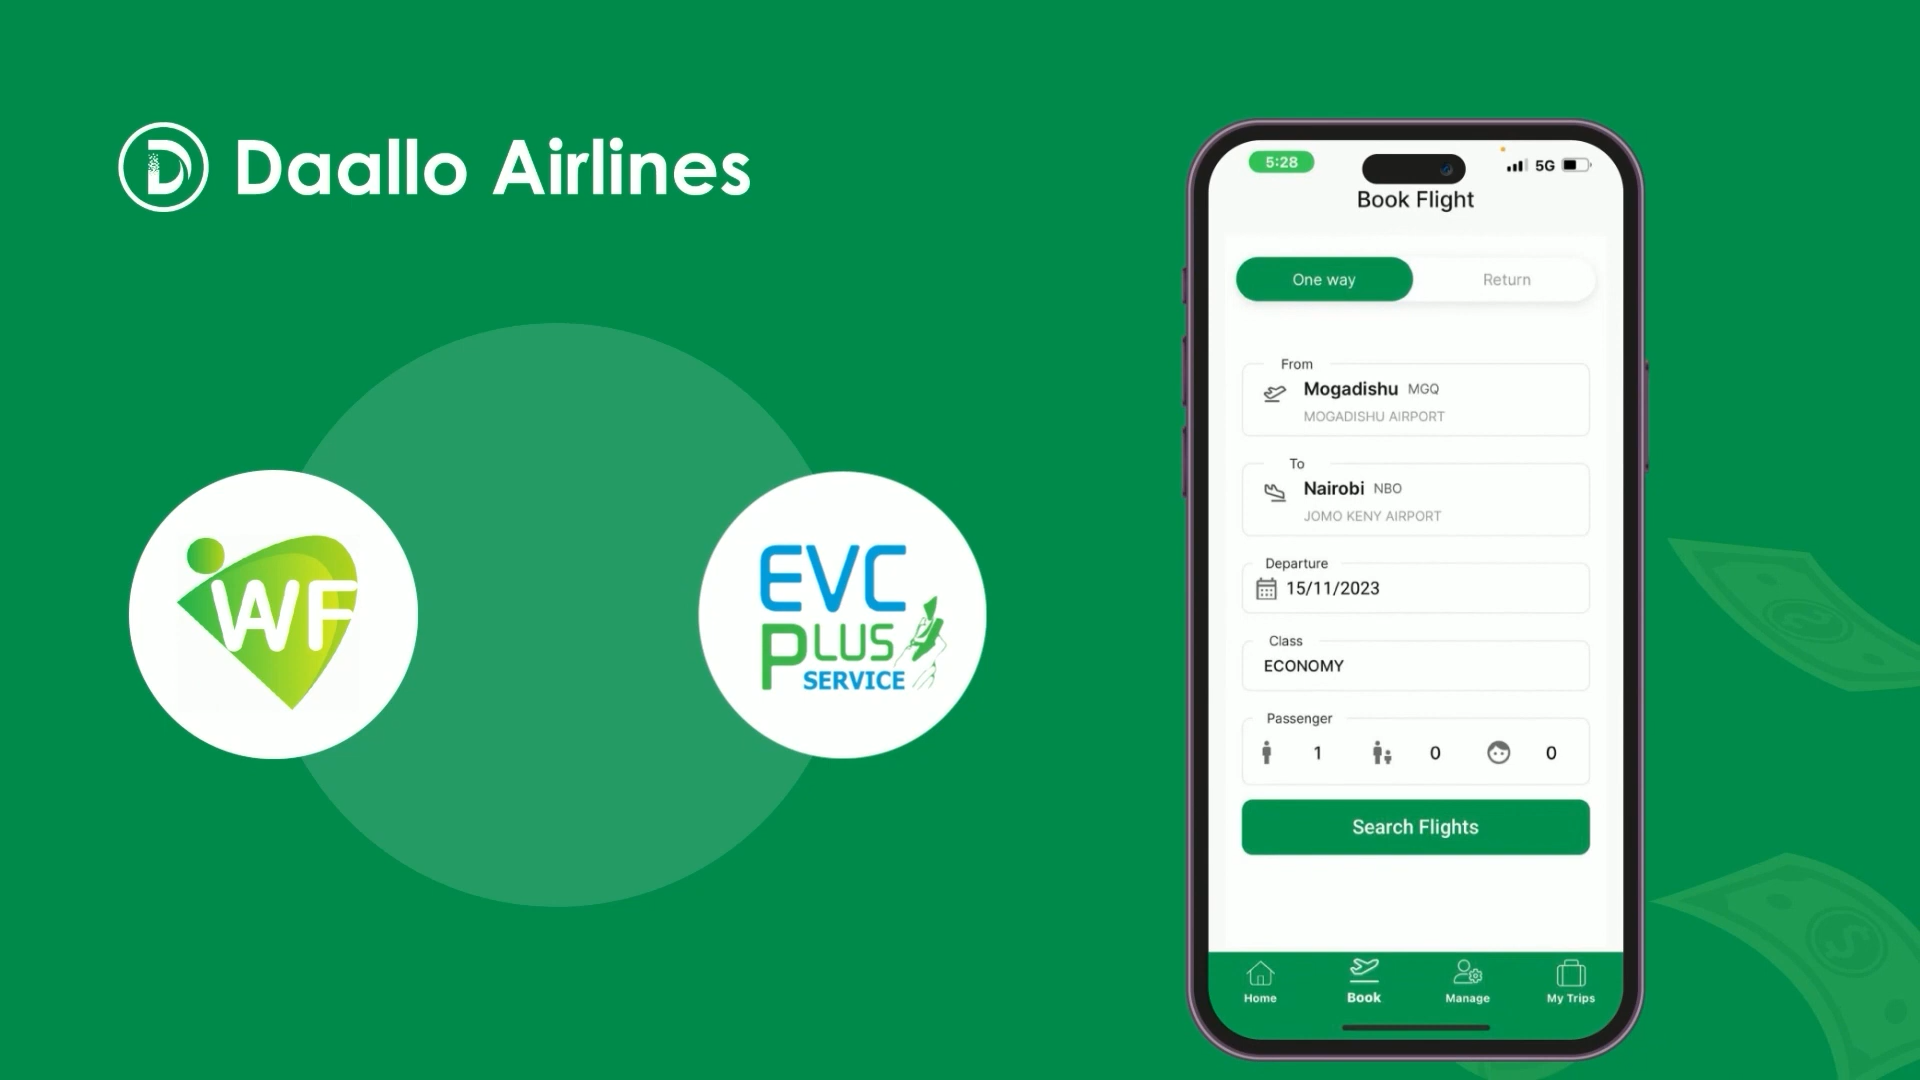 Daallo Airlines
WF
EVC
PLUS
SERVICE
5:28
5G
Book Flight
One way
Return
From
Mogadishu MGQ
MOGADISHU AIRPORT
To
Nairobi NBO
JOMO KENY AIRPORT
Departure
15/11/2023
Class
ECONOMY
Passenger
1 0 0
Search Flights
Home
Book
Manage
My Trips